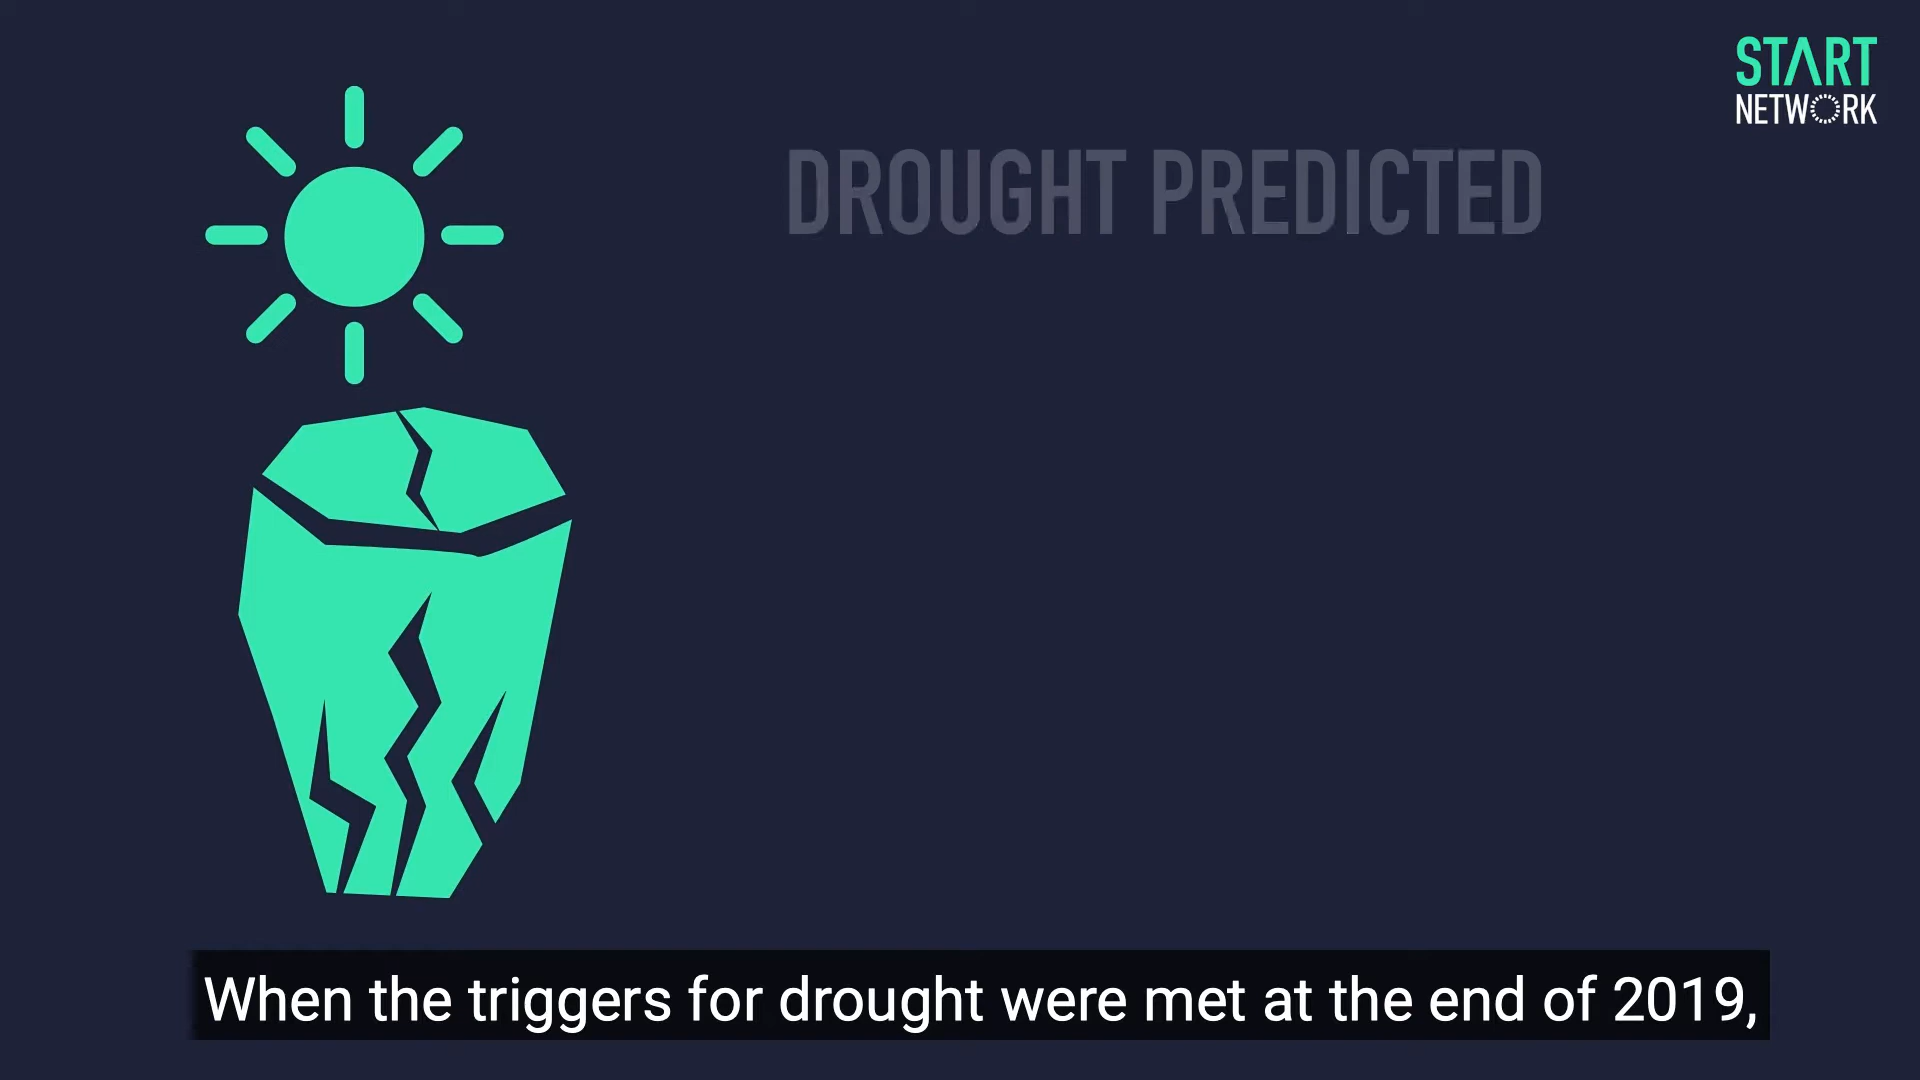 START
NETWORK
DROUGHT PREDICTED
When the triggers for drought were met at the end of 2019,